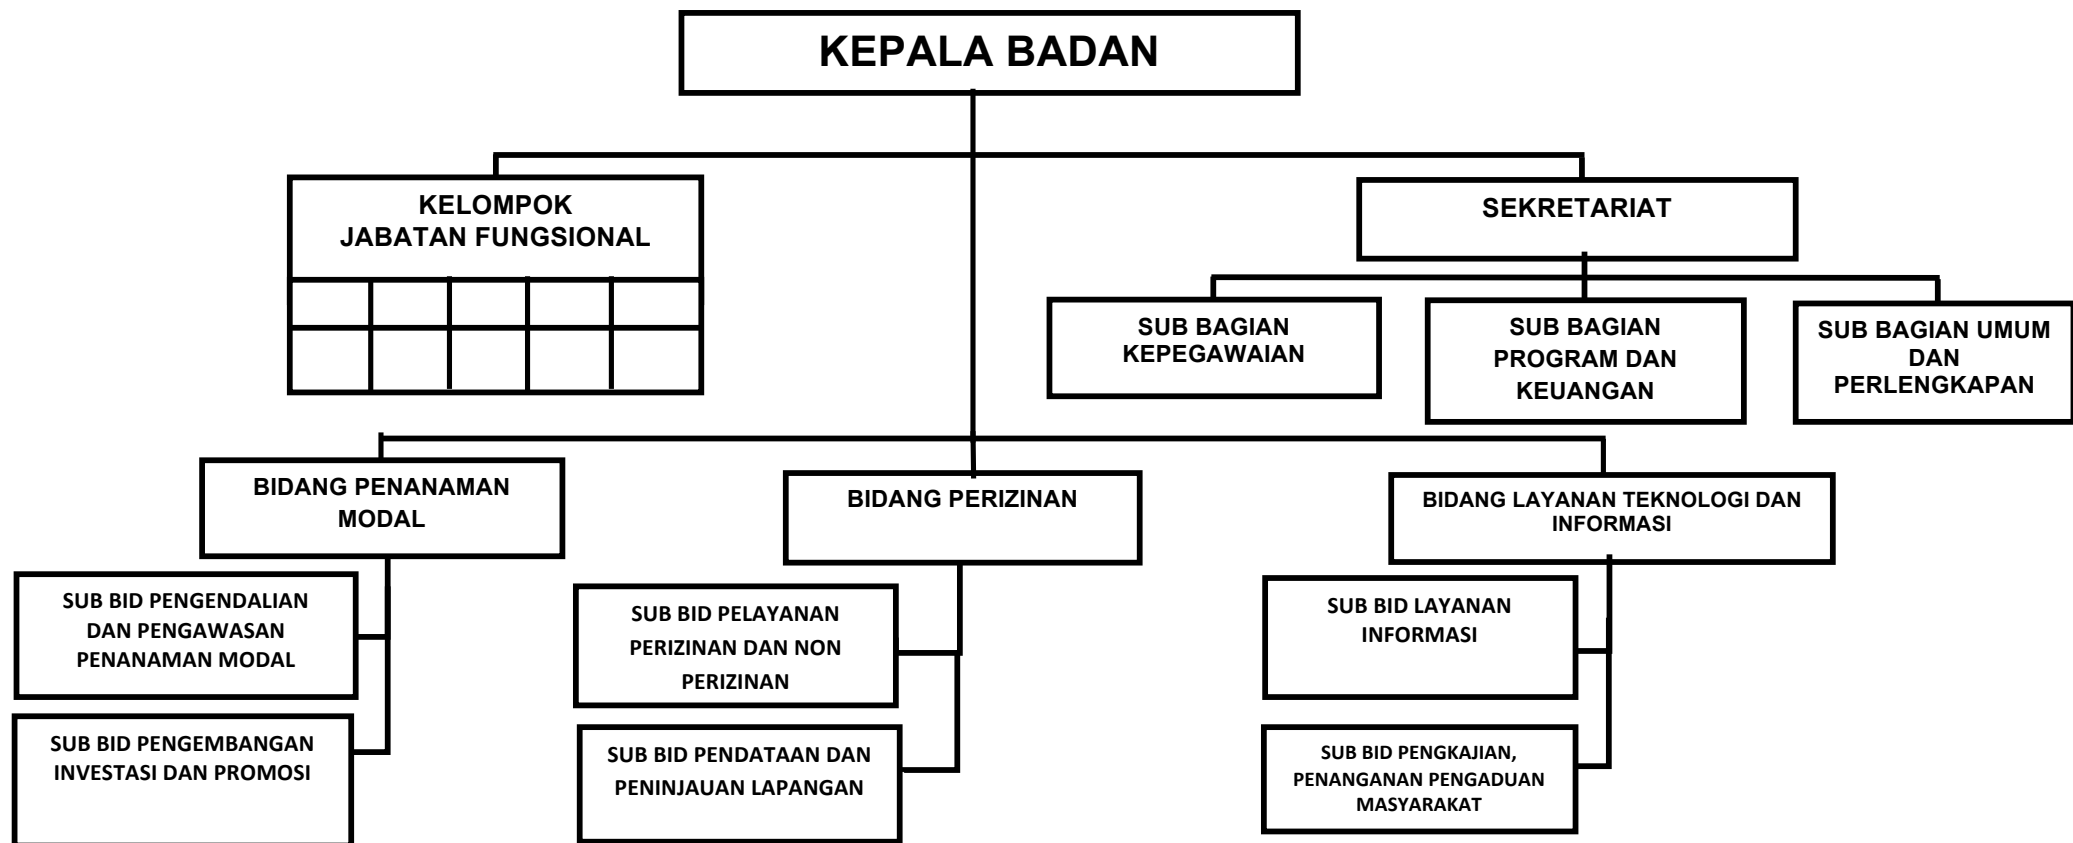 KEPALA BADAN
KELOMPOK
JABATAN FUNGSIONAL
SEKRETARIAT
SUB BAGIAN
KEPEGAWAIAN
SUB BAGIAN
PROGRAM DAN
KEUANGAN
SUB BAGIAN UMUM
DAN
PERLENGKAPAN
BIDANG PENANAMAN
MODAL
BIDANG PERIZINAN
BIDANG LAYANAN TEKNOLOGI DAN
INFORMASI
SUB BID PENGENDALIAN
DAN PENGAWASAN
PENANAMAN MODAL
SUB BID PELAYANAN
PERIZINAN DAN NON
PERIZINAN
SUB BID LAYANAN
INFORMASI
SUB BID PENGEMBANGAN
INVESTASI DAN PROMOSI
SUB BID PENDATAAN DAN
PENINJAUAN LAPANGAN
SUB BID PENGKAJIAN,
PENANGANAN PENGADUAN
MASYARAKAT